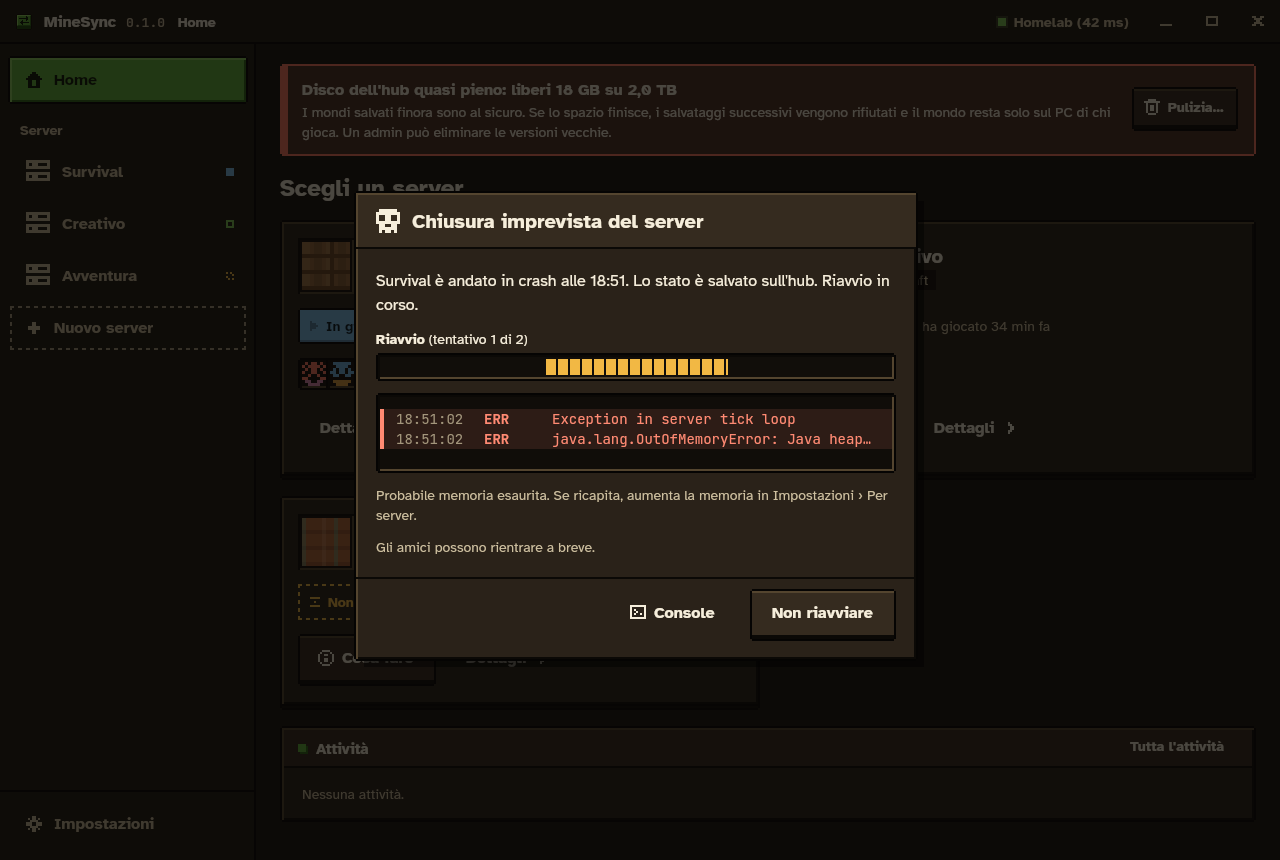 MineSync 0.1.0 Home
Homelab (42 ms)
Home
Server
Survival
Creativo
Avventura
Nuovo server
Impostazioni
Disco dell'hub quasi pieno: liberi 18 GB su 2,0 TB
I mondi salvati finora sono al sicuro. Se lo spazio finisce, i salvataggi successivi vengono rifiutati e il mondo resta solo sul PC di chi
gioca. Un admin può eliminare le versioni vecchie.
Pulizia…
Scegli un server
Chiusura imprevista del server
Survival è andato in crash alle 18:51. Lo stato è salvato sull'hub. Riavvio in
corso.
Riavvio (tentativo 1 di 2)
18:51:02 ERR Exception in server tick loop
18:51:02 ERR java.lang.OutOfMemoryError: Java heap…
Probabile memoria esaurita. Se ricapita, aumenta la memoria in Impostazioni › Per
server.
Gli amici possono rientrare a breve.
Console
Non riavviare
In g
ha giocato 34 min fa
Dettagli
Non
Dettagli
Attività
Tutta l'attività
Nessuna attività.